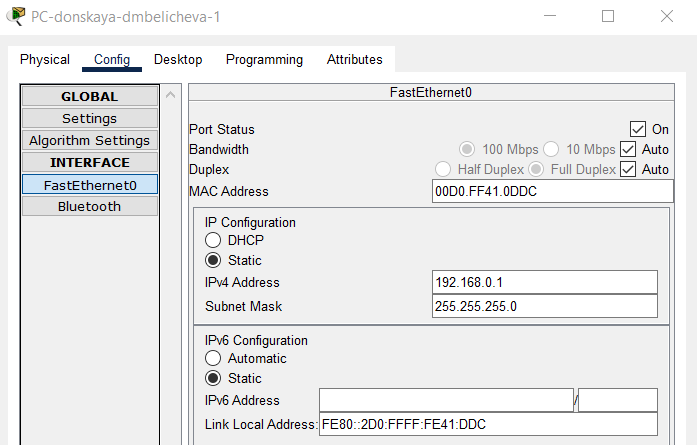 PC-donskaya-dmbelicheva-1
Physical Config Desktop Programming Attributes
GLOBAL
Settings
Algorithm Settings
INTERFACE
FastEthernet0
Bluetooth
FastEthernet0
Port Status On
Bandwidth 100 Mbps 10 Mbps Auto
Duplex Half Duplex Full Duplex Auto
MAC Address 00D0.FF41.0DDC
IP Configuration
DHCP
Static
IPv4 Address 192.168.0.1
Subnet Mask 255.255.255.0
IPv6 Configuration
Automatic
Static
IPv6 Address /
Link Local Address: FE80::2D0:FFFF:FE41:DDC